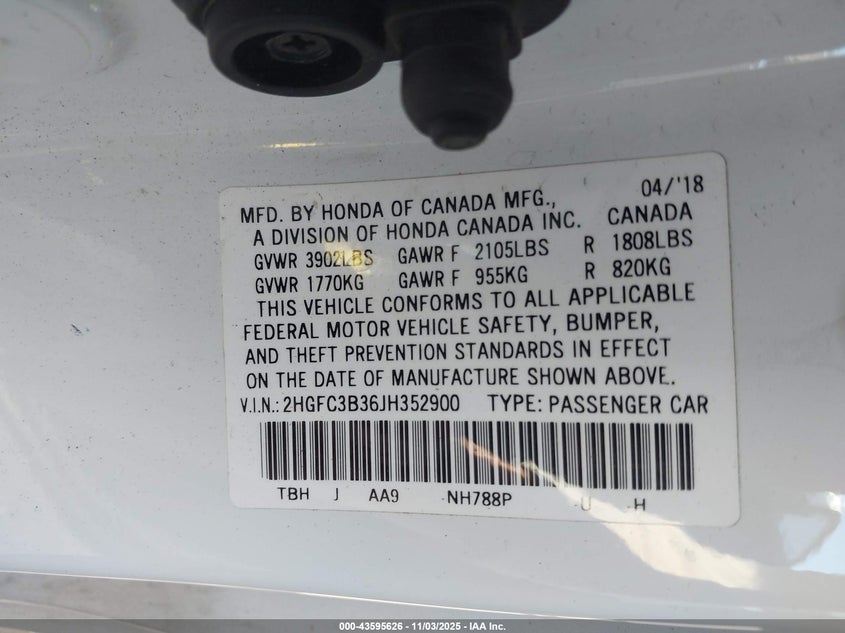 04/'18
MFD. BY HONDA OF CANADA MFG.,
A DIVISION OF HONDA CANADA INC. CANADA
GVWR 3902LBS GAWR F 2105LBS R 1808LBS
GVWR 1770KG GAWR F 955KG R 820KG
THIS VEHICLE CONFORMS TO ALL APPLICABLE
FEDERAL MOTOR VEHICLE SAFETY, BUMPER,
AND THEFT PREVENTION STANDARDS IN EFFECT
ON THE DATE OF MANUFACTURE SHOWN ABOVE.
V.I.N.: 2HGFC3B36JH352900 TYPE: PASSENGER CAR
TBH J AA9 NH788P U H
000-43595626 - 11/03/2025 - IAA Inc.